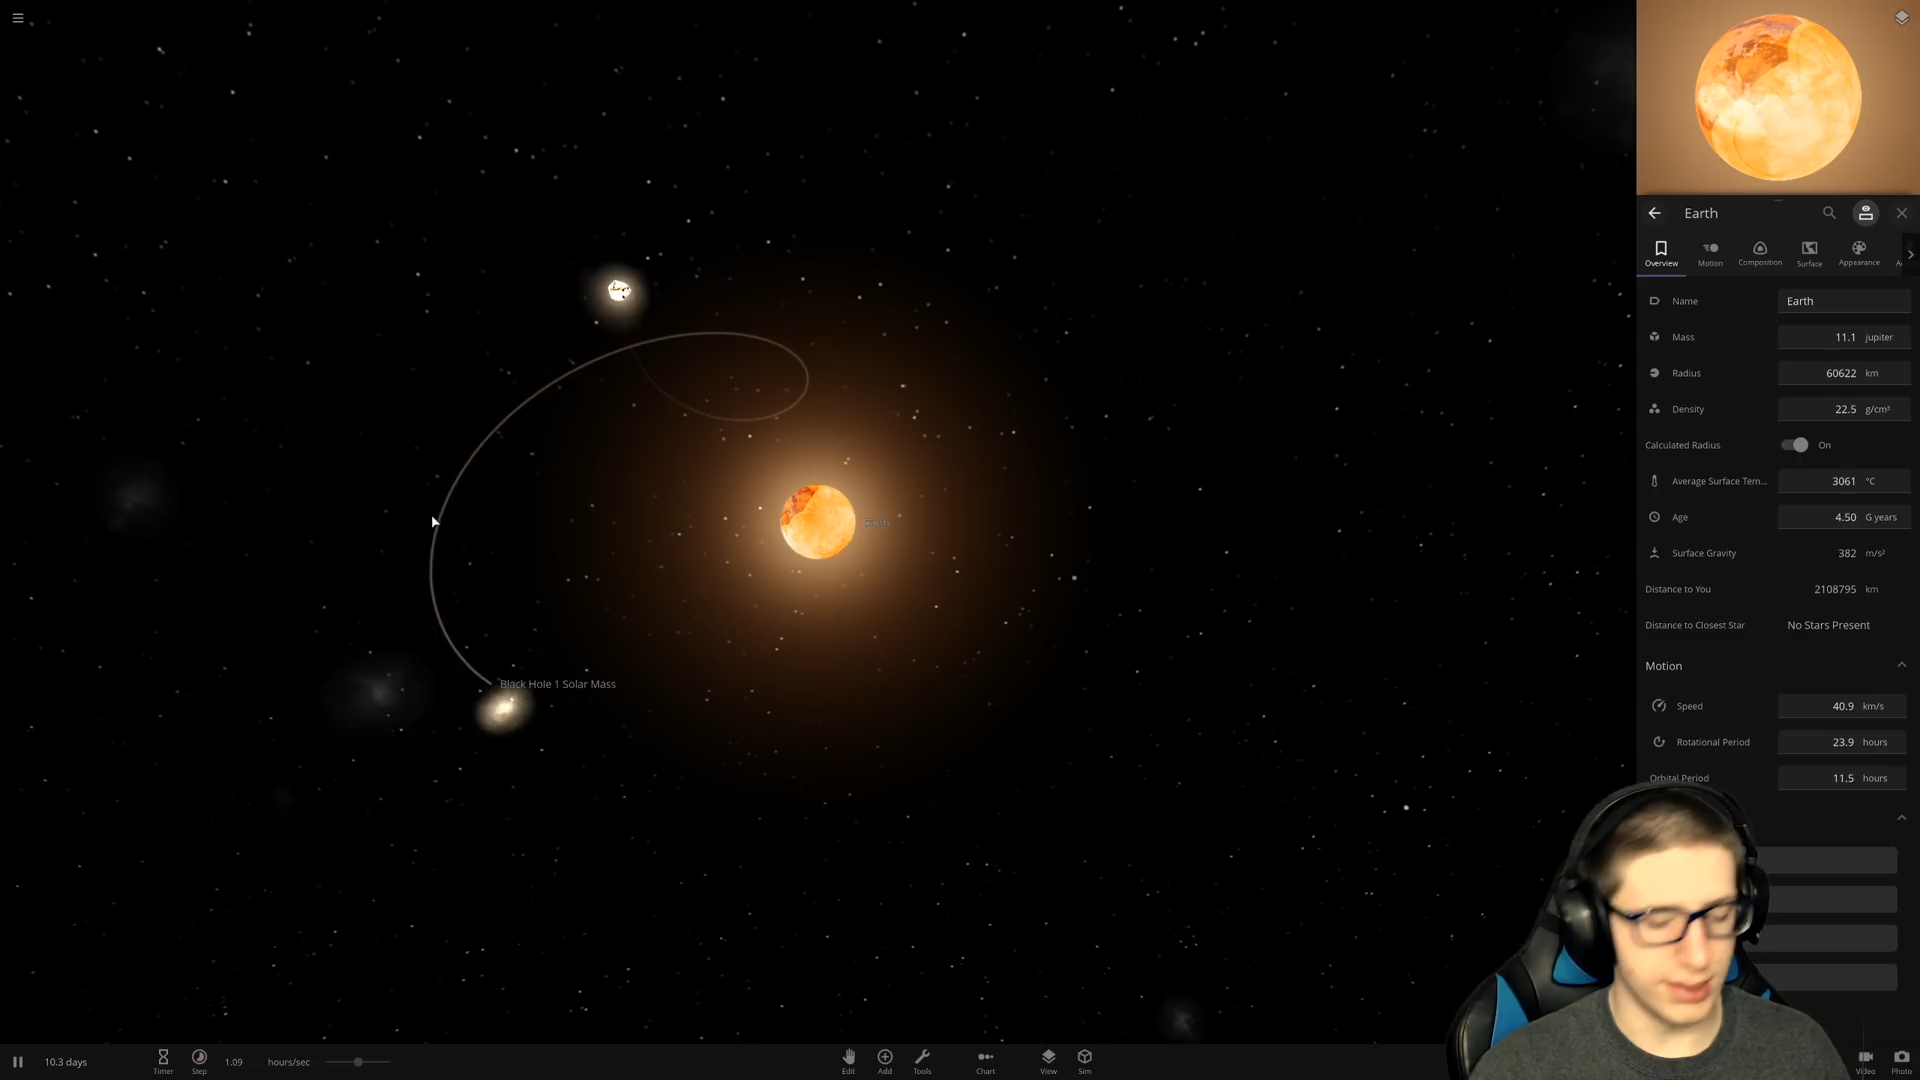 Earth
Overview
Motion
Composition
Surface
Appearance
Name
Earth
Mass
11.1 jupiter
Radius
60622 km
Density
22.5 g/cm³
Calculated Radius
On
Average Surface Tem...
3061 °C
Age
4.50 G years
Surface Gravity
382 m/s²
Distance to You
2108795 km
Distance to Closest Star
No Stars Present
Motion
Speed
40.9 km/s
Rotational Period
23.9 hours
Orbital Period
11.5 hours
Earth
Black Hole 1 Solar Mass
10.3 days
Timer
Step
1.09 hours/sec
Edit
Add
Tools
Chart
View
Sim
Video
Photo